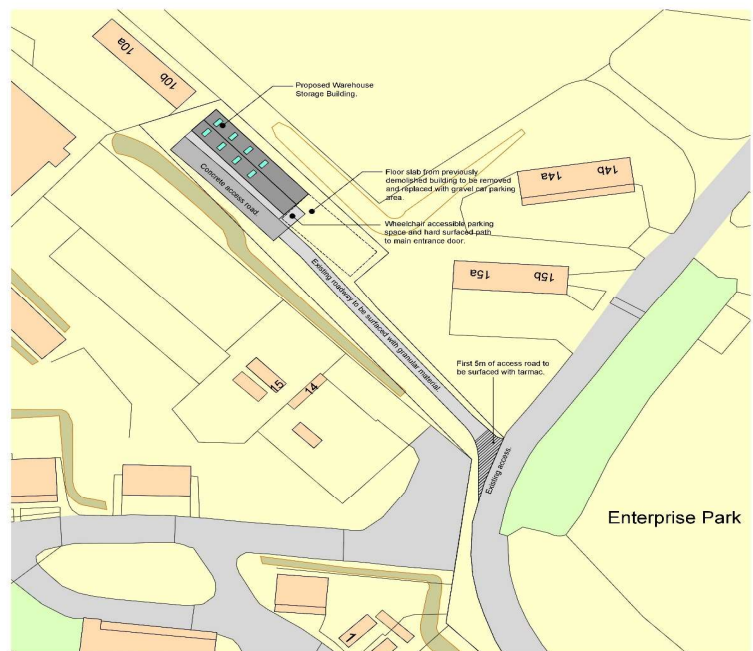 10a
10b
Proposed Warehouse
Storage Building.
Concrete access road
Floor slab from previously
demolished building to be removed
and replaced with gravel car parking
area.
Wheelchair accessible parking
space and hard surfaced path
to main entrance door.
14a
14b
15a
15b
Existing roadway to be surfaced with granular material.
First 5m of access road to
be surfaced with tarmac.
15
14
Existing access.
Enterprise Park
1